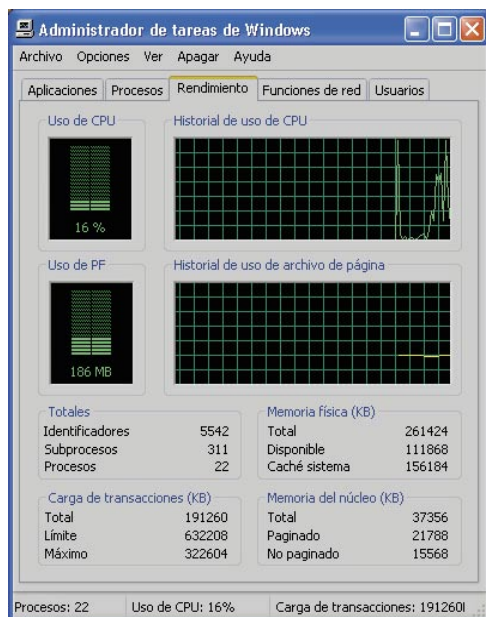 Administrador de tareas de Windows
Archivo Opciones Ver Apagar Ayuda
Aplicaciones Procesos Rendimiento Funciones de red Usuarios
Uso de CPU Historial de uso de CPU
16 %
Uso de PF Historial de uso de archivo de página
186 MB
Totales
Identificadores 5542
Subprocesos 311
Procesos 22
Memoria física (KB)
Total 261424
Disponible 111868
Caché sistema 156184
Carga de transacciones (KB)
Total 191260
Límite 632208
Máximo 322604
Memoria del núcleo (KB)
Total 37356
Paginado 21788
No paginado 15568
Procesos: 22 Uso de CPU: 16% Carga de transacciones: 191260